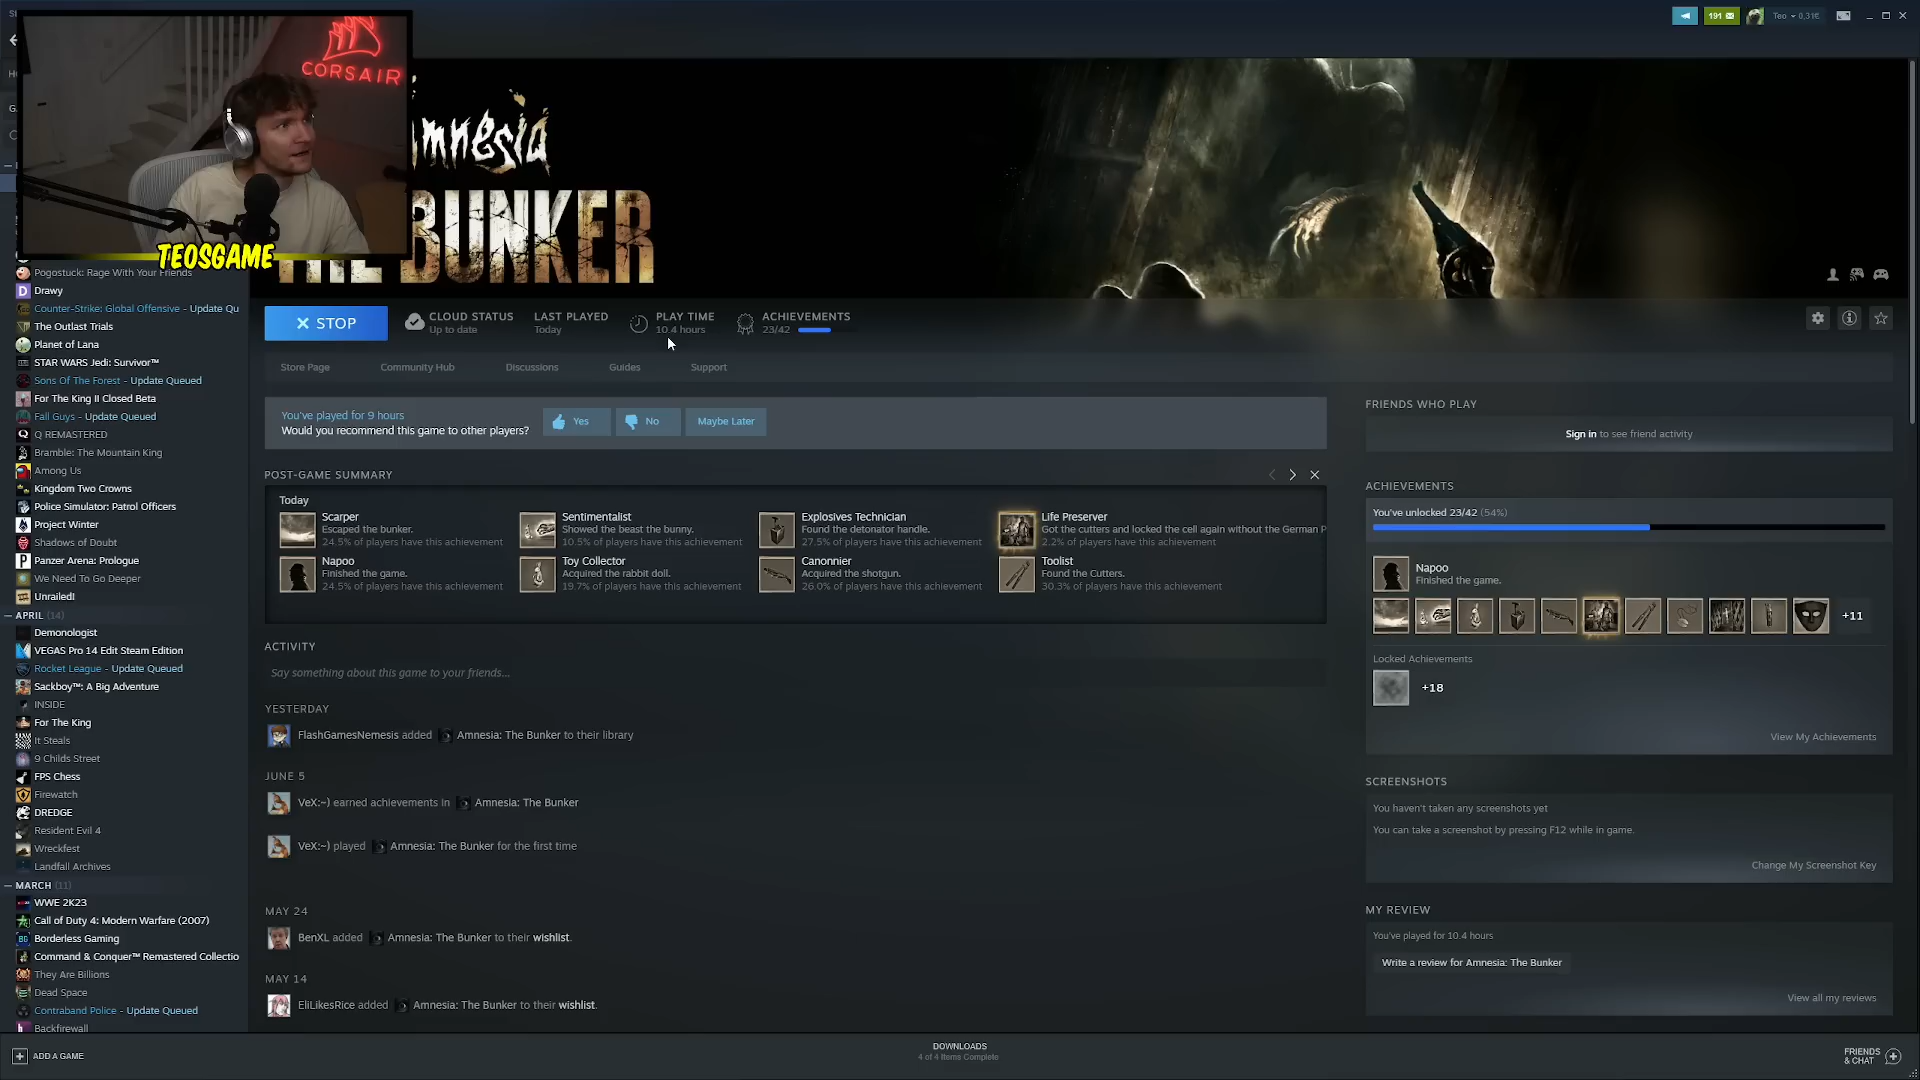 191
Teo
0,31€
CORSAIR
TEOSGAME
Amnesia
THE BUNKER
STOP
CLOUD STATUS
Up to date
LAST PLAYED
Today
PLAY TIME
10.4 hours
ACHIEVEMENTS
23/42
Store Page
Community Hub
Discussions
Guides
Support
You've played for 9 hours
Would you recommend this game to other players?
Yes
No
Maybe Later
POST-GAME SUMMARY
Today
Scarper
Escaped the bunker.
24.5% of players have this achievement
Sentimentalist
Showed the beast the bunny.
10.5% of players have this achievement
Explosives Technician
Found the detonator handle.
27.5% of players have this achievement
Life Preserver
Got the cutters and locked the cell again without the German P
2.2% of players have this achievement
Napoo
Finished the game.
24.5% of players have this achievement
Toy Collector
Acquired the rabbit doll.
19.7% of players have this achievement
Canonnier
Acquired the shotgun.
26.0% of players have this achievement
Toolist
Found the Cutters.
30.3% of players have this achievement
ACTIVITY
Say something about this game to your friends...
YESTERDAY
FlashGamesNemesis added Amnesia: The Bunker to their library
JUNE 5
VeX:~) earned achievements in Amnesia: The Bunker
VeX:~) played Amnesia: The Bunker for the first time
MAY 24
BenXL added Amnesia: The Bunker to their wishlist.
MAY 14
EliLikesRice added Amnesia: The Bunker to their wishlist.
FRIENDS WHO PLAY
Sign in to see friend activity
ACHIEVEMENTS
You've unlocked 23/42 (54%)
Napoo
Finished the game.
+11
Locked Achievements
+18
View My Achievements
SCREENSHOTS
You haven't taken any screenshots yet
You can take a screenshot by pressing F12 while in game.
Change My Screenshot Key
MY REVIEW
You've played for 10.4 hours
Write a review for Amnesia: The Bunker
View all my reviews
Pogostuck: Rage With Your Friends
Drawy
Counter-Strike: Global Offensive - Update Qu
The Outlast Trials
Planet of Lana
STAR WARS Jedi: Survivor™
Sons Of The Forest - Update Queued
For The King II Closed Beta
Fall Guys - Update Queued
Q REMASTERED
Bramble: The Mountain King
Among Us
Kingdom Two Crowns
Police Simulator: Patrol Officers
Project Winter
Shadows of Doubt
Panzer Arena: Prologue
We Need To Go Deeper
Unrailed!
APRIL (14)
Demonologist
VEGAS Pro 14 Edit Steam Edition
Rocket League - Update Queued
Sackboy™: A Big Adventure
INSIDE
For The King
It Steals
9 Childs Street
FPS Chess
Firewatch
DREDGE
Resident Evil 4
Wreckfest
Landfall Archives
MARCH (11)
WWE 2K23
Call of Duty 4: Modern Warfare (2007)
Borderless Gaming
Command & Conquer™ Remastered Collectio
They Are Billions
Dead Space
Contraband Police - Update Queued
Backfirewall
ADD A GAME
DOWNLOADS
4 of 4 Items Complete
FRIENDS
& CHAT